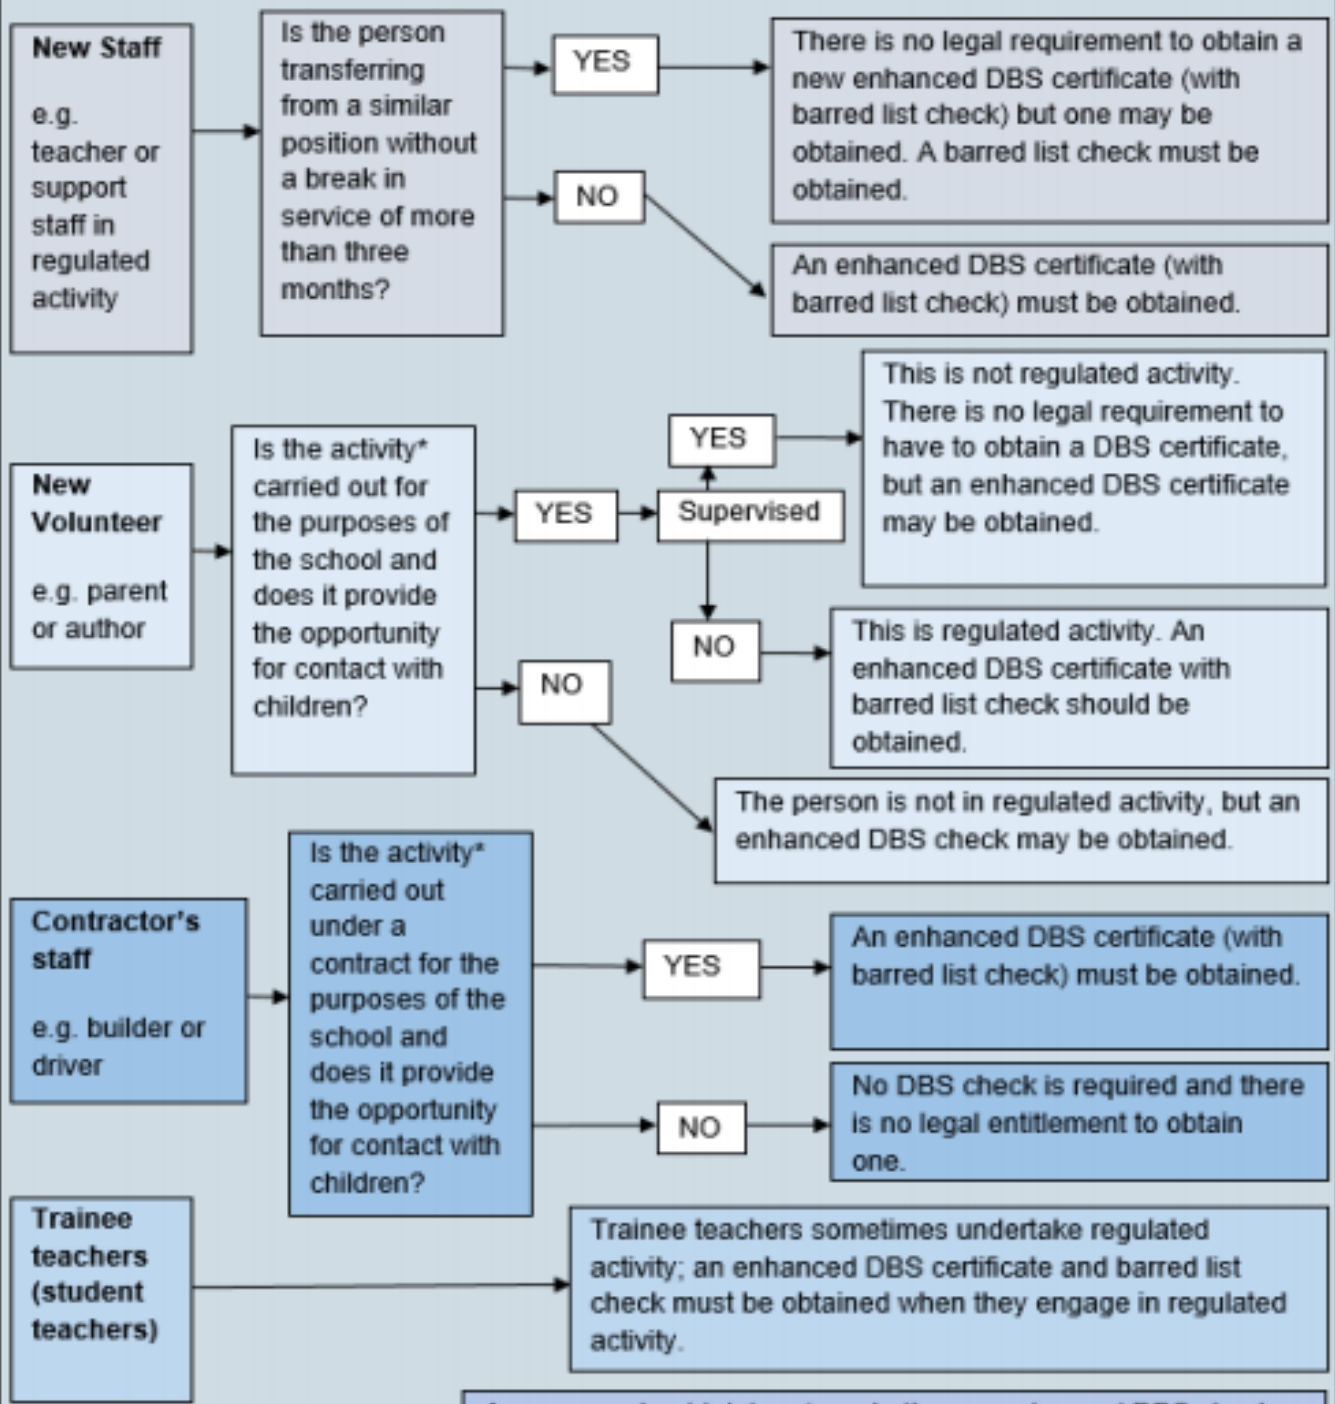 New Staff
e.g.
teacher or
support
staff in
regulated
activity
Is the person
transferring
from a similar
position without
a break in
service of more
than three
months?
YES
There is no legal requirement to obtain a
new enhanced DBS certificate (with
barred list check) but one may be
obtained. A barred list check must be
obtained.
NO
An enhanced DBS certificate (with
barred list check) must be obtained.
New
Volunteer
e.g. parent
or author
Is the activity*
carried out for
the purposes of
the school and
does it provide
the opportunity
for contact with
children?
YES
Supervised
YES
This is not regulated activity.
There is no legal requirement to
have to obtain a DBS certificate,
but an enhanced DBS certificate
may be obtained.
NO
This is regulated activity. An
enhanced DBS certificate with
barred list check should be
obtained.
NO
The person is not in regulated activity, but an
enhanced DBS check may be obtained.
Contractor's
staff
e.g. builder or
driver
Is the activity*
carried out
under a
contract for the
purposes of the
school and
does it provide
the opportunity
for contact with
children?
YES
An enhanced DBS certificate (with
barred list check) must be obtained.
NO
No DBS check is required and there
is no legal entitlement to obtain
one.
Trainee
teachers
(student
teachers)
Trainee teachers sometimes undertake regulated
activity; an enhanced DBS certificate and barred list
check must be obtained when they engage in regulated
activity.